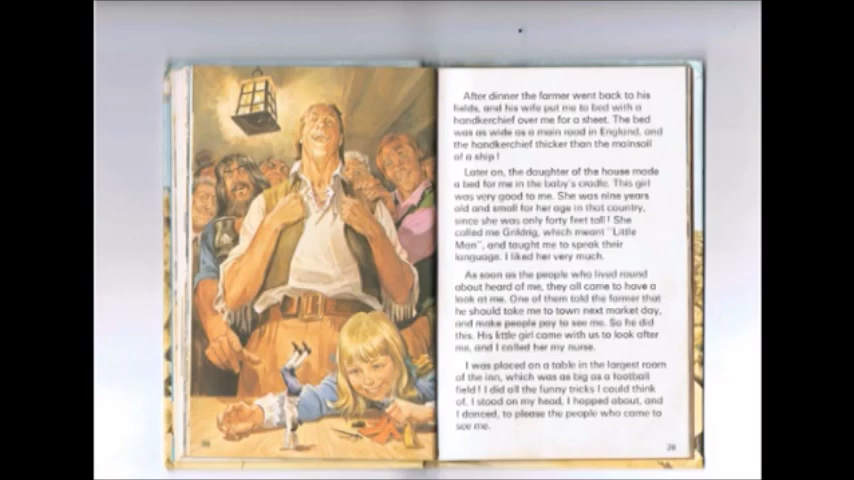 After dinner the farmer went back to his
fields, and his wife put me to bed with a
handkerchief over me for a sheet. The bed
was as wide as a main road in England, and
the handkerchief thicker than the mainsail
of a ship!
Later on, the daughter of the house made
a bed for me in the baby's cradle. This girl
was very good to me. She was nine years
old and small for her age in that country,
since she was only forty feet tall! She
called me Grildrig, which meant "Little
Man", and taught me to speak their
language. I liked her very much.
As soon as the people who lived round
about heard of me, they all came to have a
look at me. One of them told the farmer that
he should take me to town next market day,
and make people pay to see me. So he did
this. His little girl came with us to look after
me, and I called her my nurse.
I was placed on a table in the largest room
of the inn, which was as big as a football
field! I did all the funny tricks I could think
of. I stood on my head, I hopped about, and
I danced, to please the people who came to
see me.